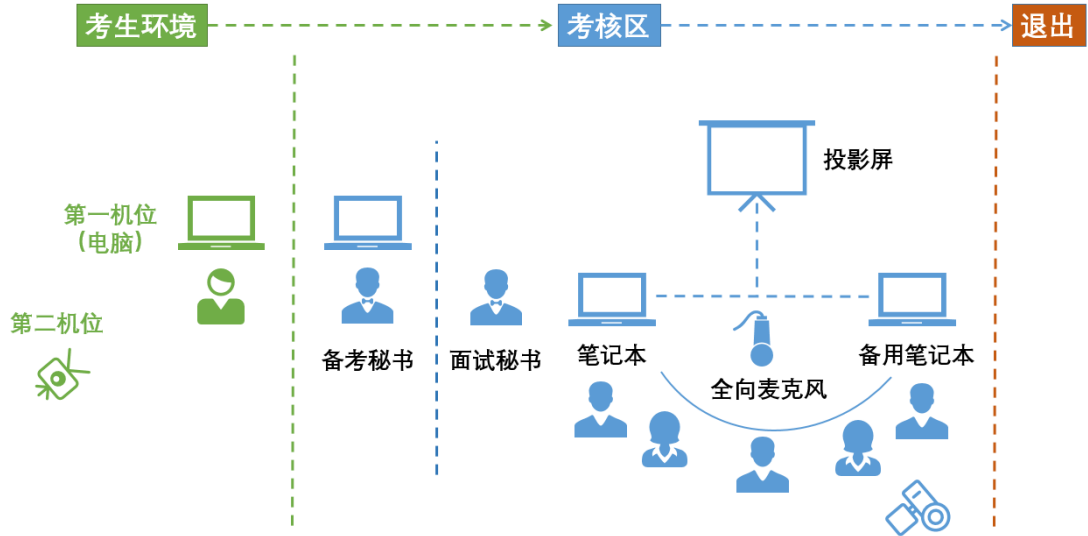 考生环境
考核区
退出
投影屏
第一机位
（电脑）
第二机位
备考秘书
面试秘书
笔记本
全向麦克风
备用笔记本